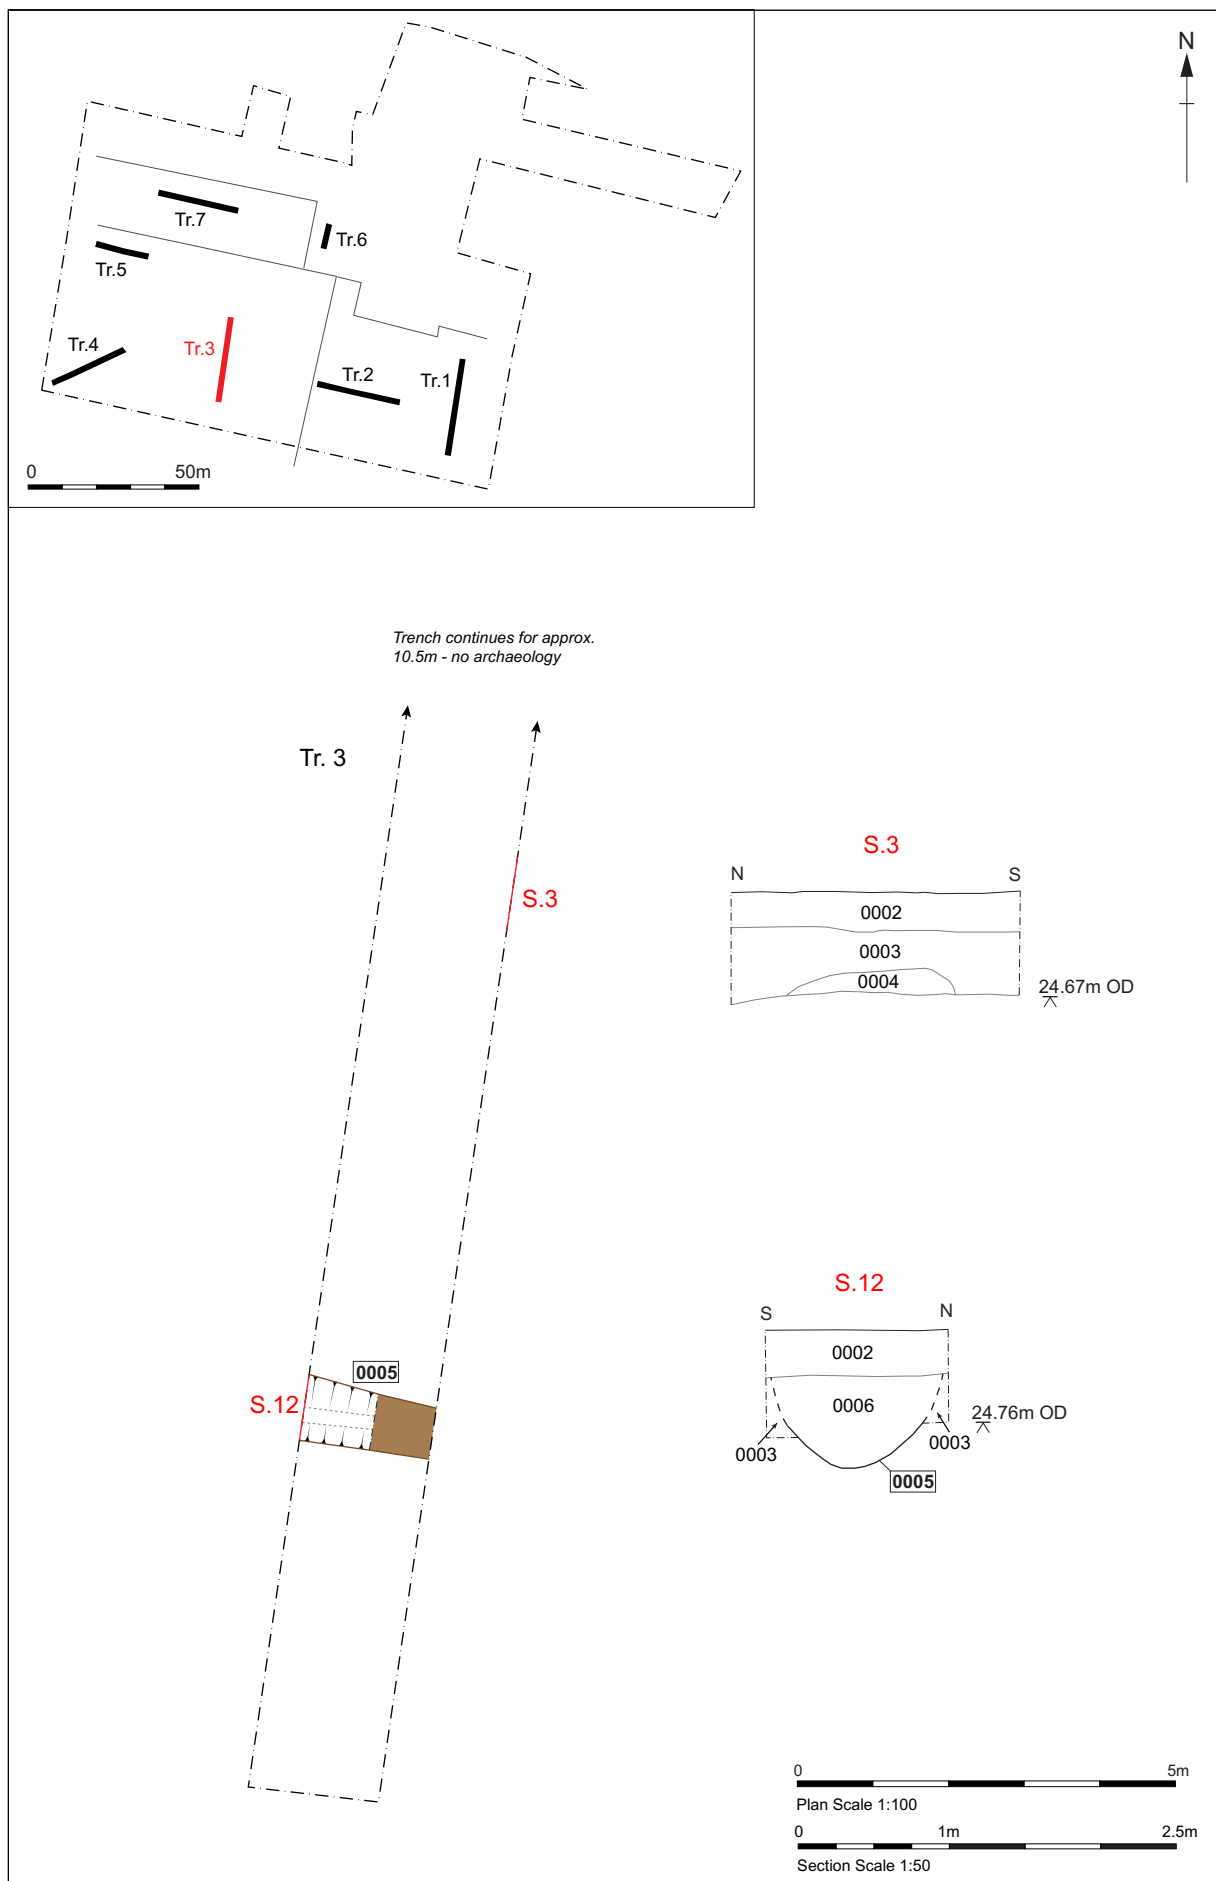 N
Tr.7
Tr.6
Tr.5
Tr.4
Tr.3
Tr.2
Tr.1
0 50m
Trench continues for approx.
10.5m - no archaeology
Tr. 3
S.3
S.3
N S
0002
0003
0004
24.67m OD
S.12
S N
0002
0006
24.76m OD
0003
0003
0005
0005
S.12
0 5m
Plan Scale 1:100
0 1m 2.5m
Section Scale 1:50